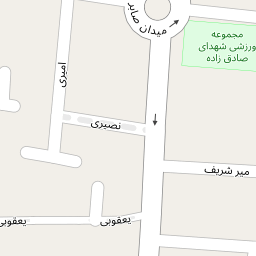 میدان صابر
مجموعه
ورزشی شهدای
صادق زاده
امیری
نصیری
میر شریف
یعقوبی
یعقوبی